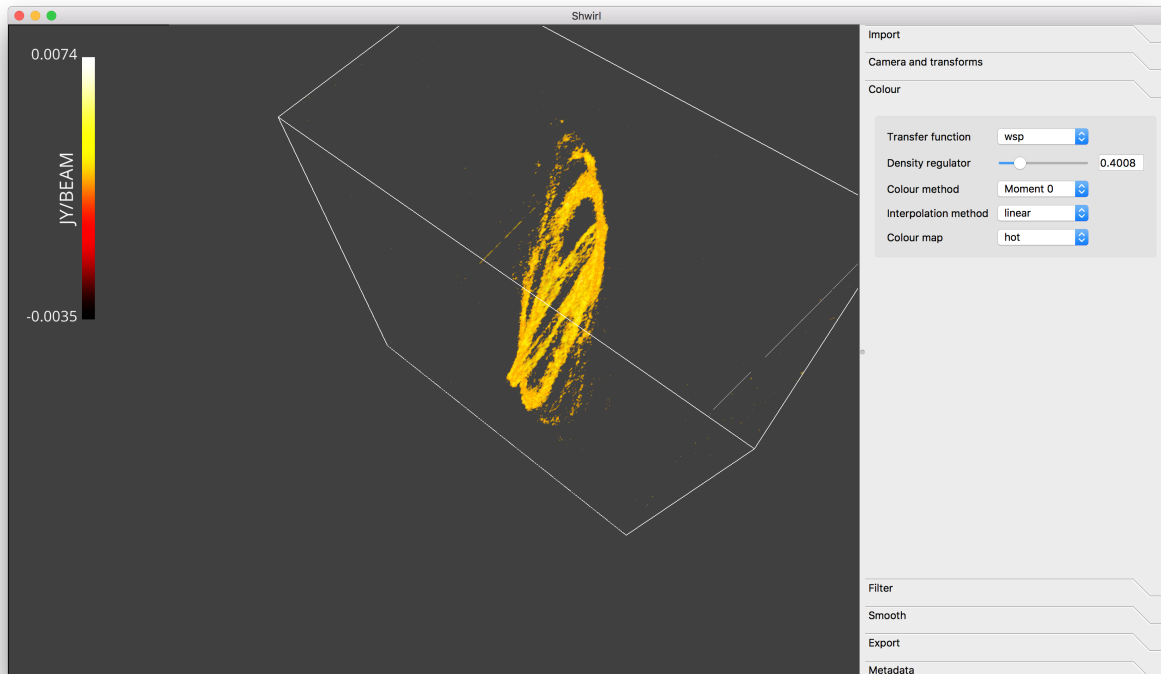 Shwirl
0.0074
JY/BEAM
-0.0035
Import
Camera and transforms
Colour
Transfer function wsp
Density regulator 0.4008
Colour method Moment 0
Interpolation method linear
Colour map hot
Filter
Smooth
Export
Metadata